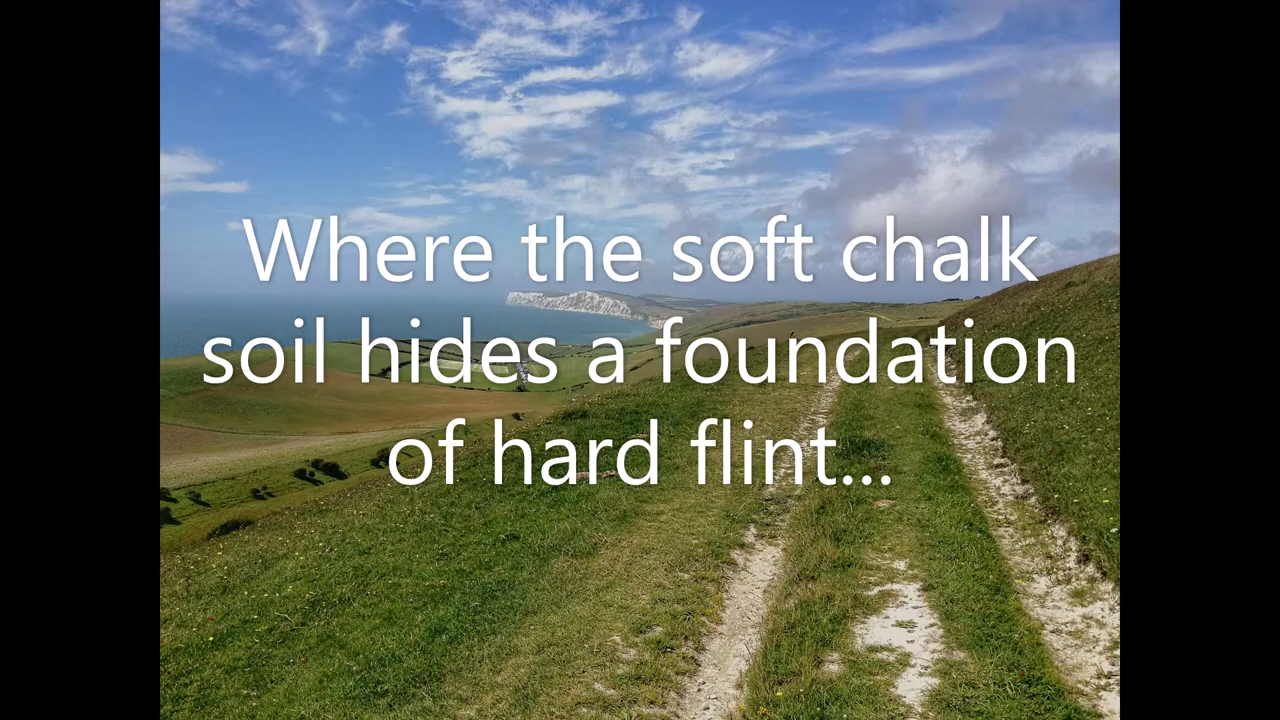 Where the soft chalk
soil hides a foundation
of hard flint...